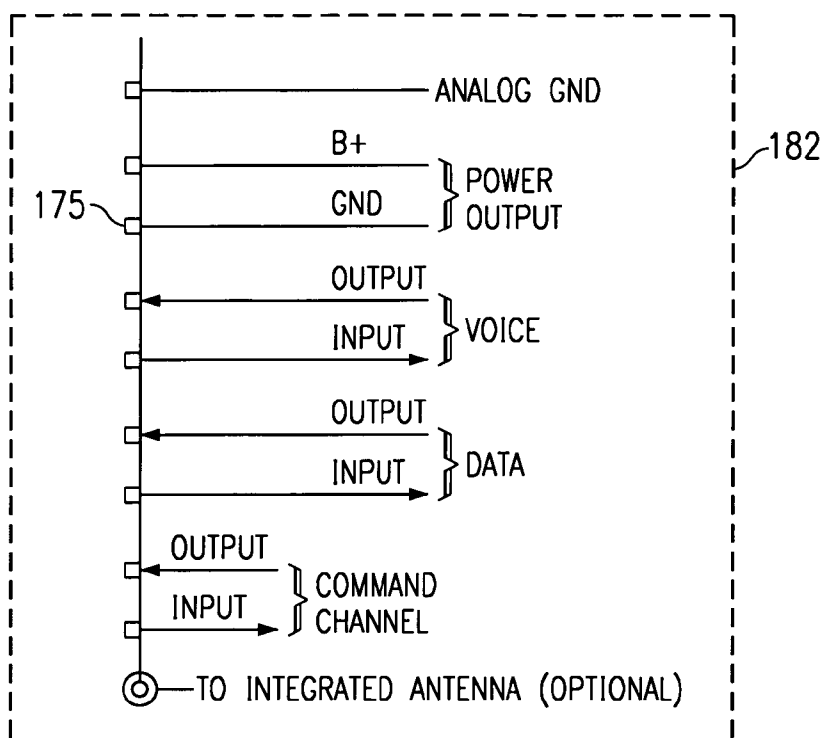 ANALOG GND
B+
182
POWER
175
GND
OUTPUT
OUTPUT
VOICE
INPUT
OUTPUT
DATA
INPUT
OUTPUT
COMMAND
INPUT
CHANNEL
TO INTEGRATED ANTENNA (OPTIONAL)